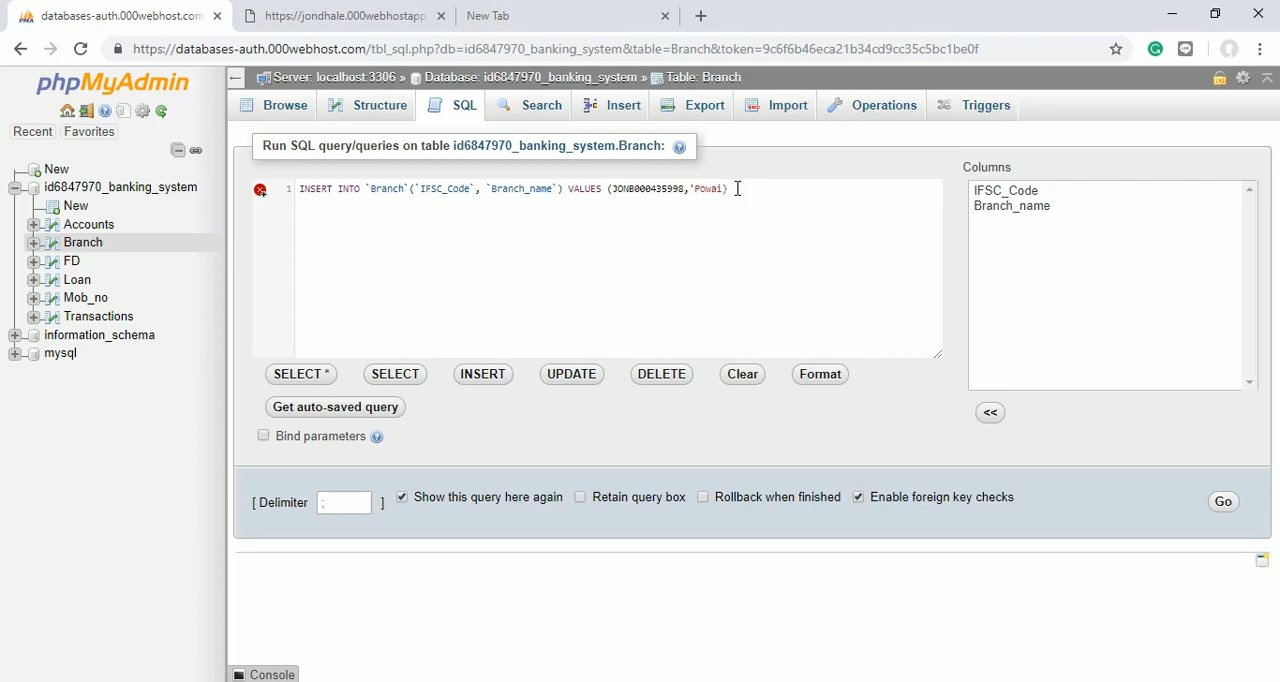 databases-auth.000webhost.com
https://jondhale.000webhostapp.
New Tab
https://databases-auth.000webhost.com/tbl_sql.php?db=id6847970_banking_system&table=Branch&token=9c6f6b46eca21b34cd9cc35c5bc1be0f
phpMyAdmin
Recent Favorites
New
id6847970_banking_system
New
Accounts
Branch
FD
Loan
Mob_no
Transactions
information_schema
mysql
Server: localhost:3306 » Database: id6847970_banking_system » Table: Branch
Browse Structure SQL Search Insert Export Import Operations Triggers
Run SQL query/queries on table id6847970_banking_system.Branch:
1 INSERT INTO `Branch`(`IFSC_Code`, `Branch_name`) VALUES (JONB000435998,'Powai)
Columns
IFSC_Code
Branch_name
SELECT * SELECT INSERT UPDATE DELETE Clear Format
<<
Get auto-saved query
Bind parameters
[ Delimiter ; ] Show this query here again Retain query box Rollback when finished Enable foreign key checks Go
Console